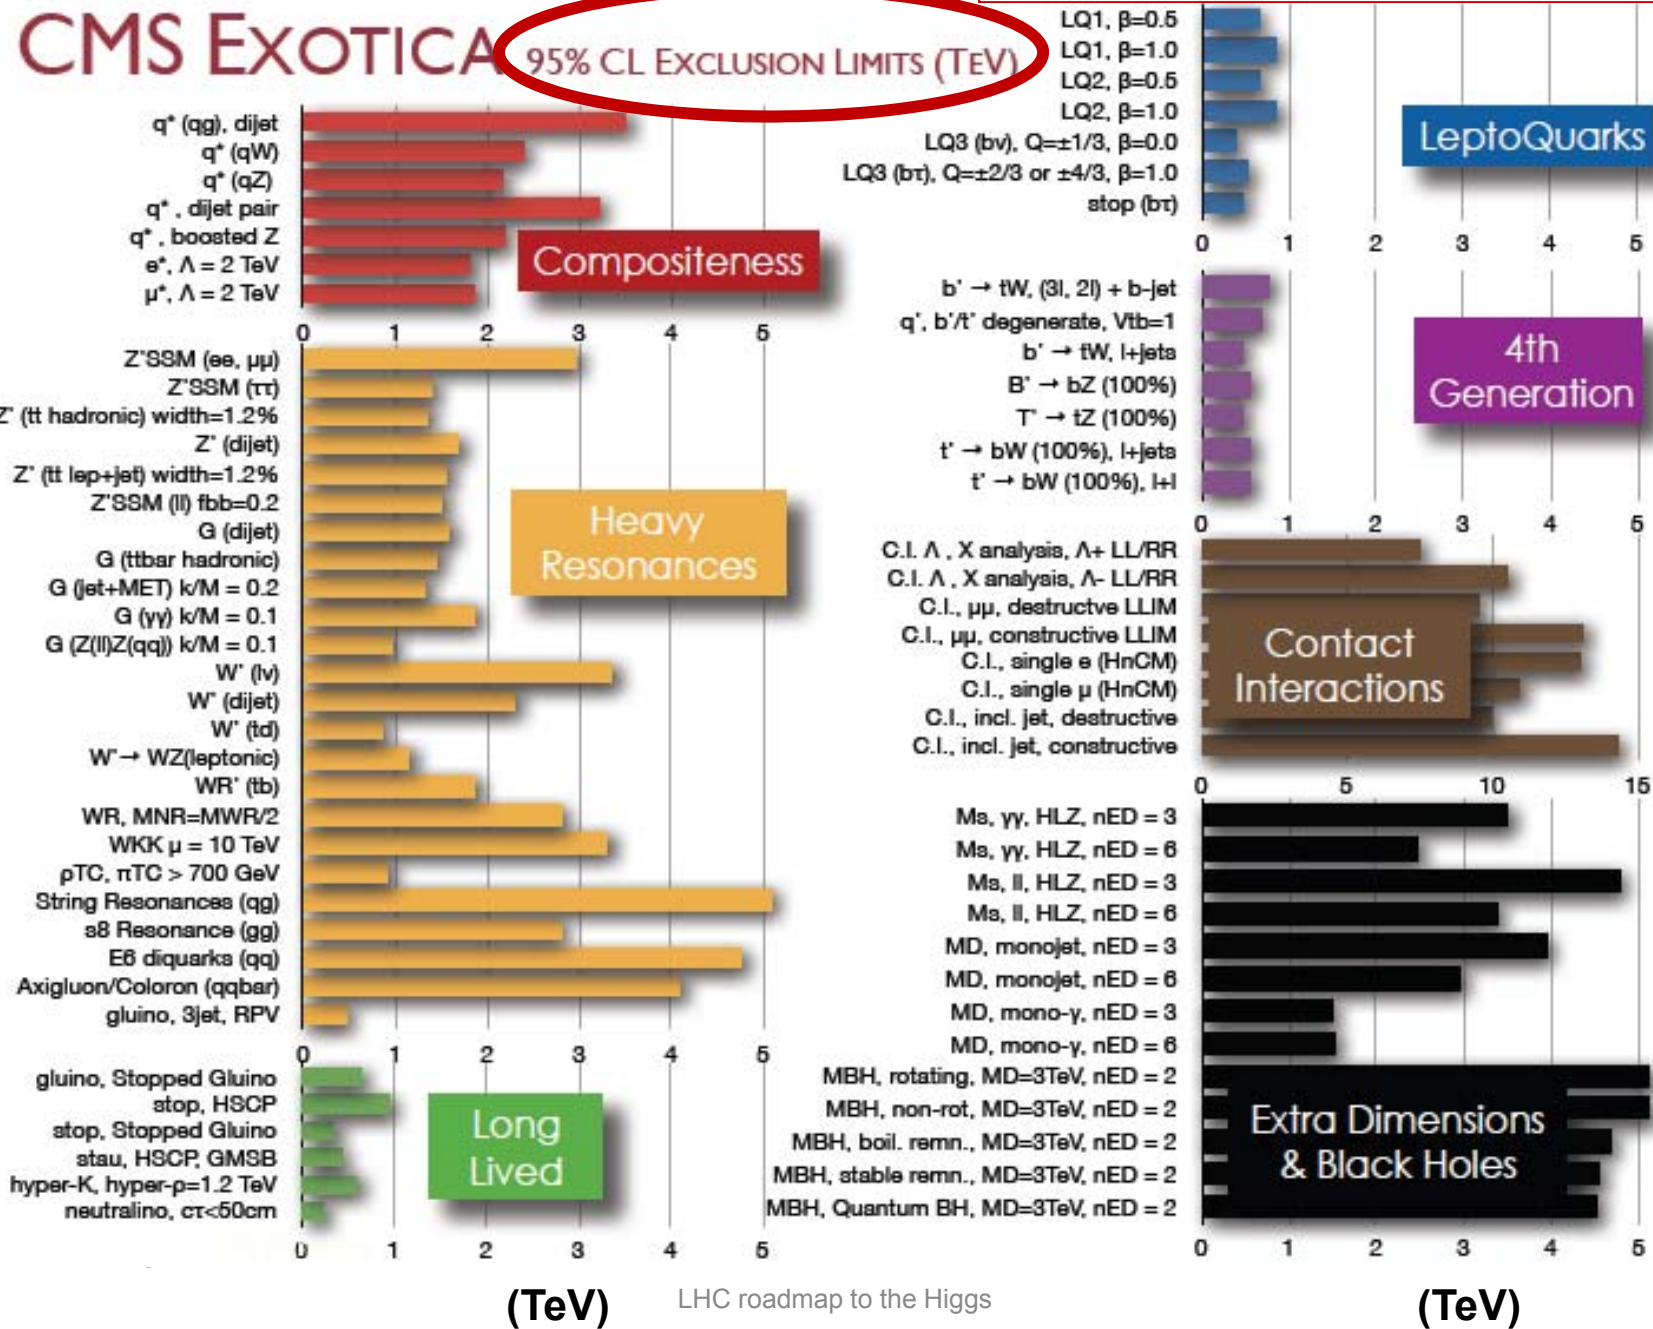 CMS EXOTICA 95% CL EXCLUSION LIMITS (TEV)
q* (qg), dijet
q* (qW)
q* (qZ)
q* , dijet pair
q* , boosted Z
e*, Λ = 2 TeV
μ*, Λ = 2 TeV
Compositeness
0 1 2 3 4 5
Z'SSM (ee, μμ)
Z'SSM (ττ)
Z' (tt hadronic) width=1.2%
Z' (dijet)
Z' (tt lep+jet) width=1.2%
Z'SSM (ll) fbb=0.2
G (dijet)
G (ttbar hadronic)
G (jet+MET) k/M = 0.2
G (γγ) k/M = 0.1
G (Z(ll)Z(qq)) k/M = 0.1
W' (lν)
W' (dijet)
W' (td)
W'→ WZ(leptonic)
WR' (tb)
WR, MNR=MWR/2
WKK μ = 10 TeV
ρTC, πTC > 700 GeV
String Resonances (qg)
s8 Resonance (gg)
E6 diquarks (qq)
Axigluon/Coloron (qqbar)
gluino, 3jet, RPV
Heavy
Resonances
0 1 2 3 4 5
gluino, Stopped Gluino
stop, HSCP
stop, Stopped Gluino
stau, HSCP, GMSB
hyper-K, hyper-ρ=1.2 TeV
neutralino, cτ<50cm
Long
Lived
0 1 2 3 4 5
(TeV)
LQ1, β=0.5
LQ1, β=1.0
LQ2, β=0.5
LQ2, β=1.0
LQ3 (bν), Q=±1/3, β=0.0
LQ3 (bτ), Q=±2/3 or ±4/3, β=1.0
stop (bτ)
LeptoQuarks
0 1 2 3 4 5
b' → tW, (3l, 2l) + b-jet
q', b'/t' degenerate, Vtb=1
b' → tW, l+jets
B' → bZ (100%)
T' → tZ (100%)
t' → bW (100%), l+jets
t' → bW (100%), l+l
4th
Generation
0 1 2 3 4 5
C.I. Λ , X analysis, Λ+ LL/RR
C.I. Λ , X analysis, Λ- LL/RR
C.I., μμ, destructve LLIM
C.I., μμ, constructive LLIM
C.I., single e (HnCM)
C.I., single μ (HnCM)
C.I., incl. jet, destructive
C.I., incl. jet, constructive
Contact
Interactions
0 5 10 15
Ms, γγ, HLZ, nED = 3
Ms, γγ, HLZ, nED = 6
Ms, ll, HLZ, nED = 3
Ms, ll, HLZ, nED = 6
MD, monojet, nED = 3
MD, monojet, nED = 6
MD, mono-γ, nED = 3
MD, mono-γ, nED = 6
MBH, rotating, MD=3TeV, nED = 2
MBH, non-rot, MD=3TeV, nED = 2
MBH, boil. remn., MD=3TeV, nED = 2
MBH, stable remn., MD=3TeV, nED = 2
MBH, Quantum BH, MD=3TeV, nED = 2
Extra Dimensions
& Black Holes
0 1 2 3 4 5
(TeV)
LHC roadmap to the Higgs